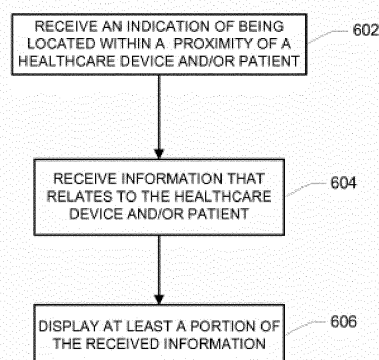 RECEIVE AN INDICATION OF BEING
LOCATED WITHIN A PROXIMITY OF A
HEALTHCARE DEVICE AND/OR PATIENT
602
RECEIVE INFORMATION THAT
RELATES TO THE HEALTHCARE
DEVICE AND/OR PATIENT
604
DISPLAY AT LEAST A PORTION OF
THE RECEIVED INFORMATION
606